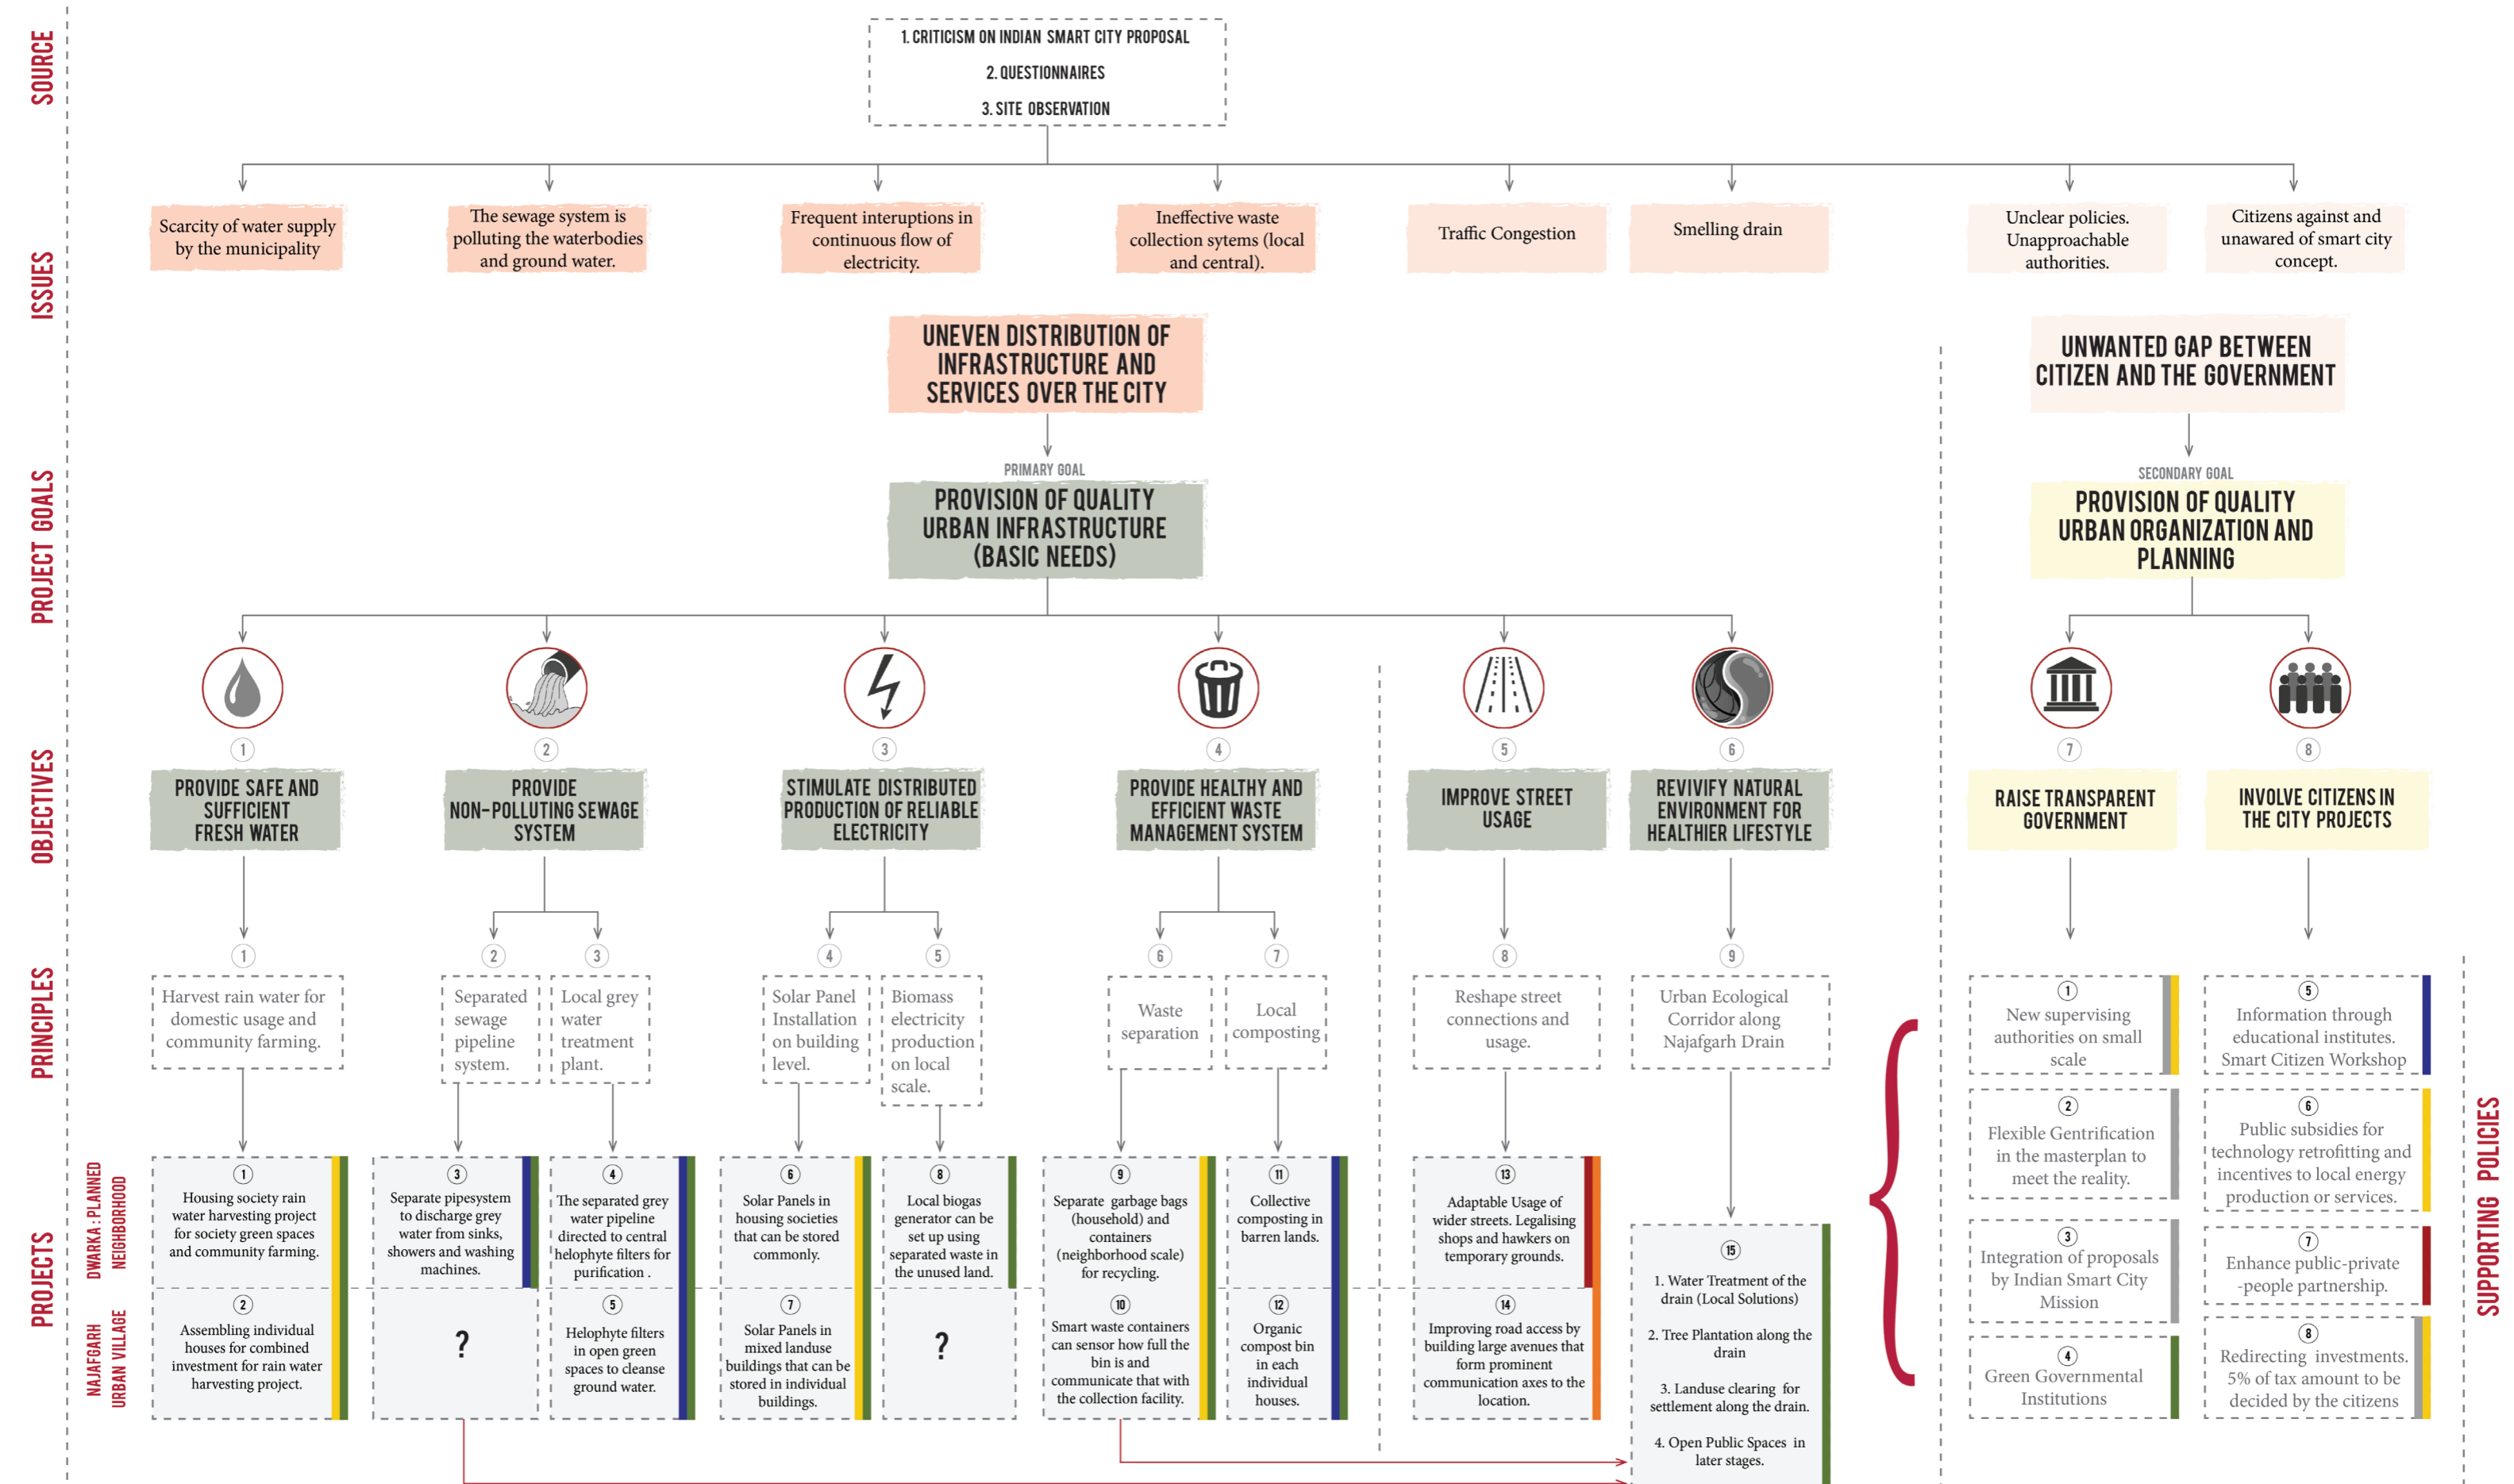 SOURCE
1. CRITICISM ON INDIAN SMART CITY PROPOSAL
2. QUESTIONNAIRES
3. SITE OBSERVATION
ISSUES
Scarcity of water supply
by the municipality
The sewage system is
polluting the waterbodies
and ground water.
Frequent interuptions in
continuous flow of
electricity.
Ineffective waste
collection sytems (local
and central).
Traffic Congestion
Smelling drain
Unclear policies.
Unapproachable
authorities.
Citizens against and
unawared of smart city
concept.
UNEVEN DISTRIBUTION OF
INFRASTRUCTURE AND
SERVICES OVER THE CITY
UNWANTED GAP BETWEEN
CITIZEN AND THE GOVERNMENT
PROJECT GOALS
PRIMARY GOAL
PROVISION OF QUALITY
URBAN INFRASTRUCTURE
(BASIC NEEDS)
SECONDARY GOAL
PROVISION OF QUALITY
URBAN ORGANIZATION AND
PLANNING
OBJECTIVES
1
PROVIDE SAFE AND
SUFFICIENT
FRESH WATER
2
PROVIDE
NON-POLLUTING SEWAGE
SYSTEM
3
STIMULATE DISTRIBUTED
PRODUCTION OF RELIABLE
ELECTRICITY
4
PROVIDE HEALTHY AND
EFFICIENT WASTE
MANAGEMENT SYSTEM
5
IMPROVE STREET
USAGE
6
REVIVIFY NATURAL
ENVIRONMENT FOR
HEALTHIER LIFESTYLE
7
RAISE TRANSPARENT
GOVERNMENT
8
INVOLVE CITIZENS IN
THE CITY PROJECTS
PRINCIPLES
1
Harvest rain water for
domestic usage and
community farming.
2
Separated
sewage
pipeline
system.
3
Local grey
water
treatment
plant.
4
Solar Panel
Installation
on building
level.
5
Biomass
electricity
production
on local
scale.
6
Waste
separation
7
Local
composting
8
Reshape street
connections and
usage.
9
Urban Ecological
Corridor along
Najafgarh Drain
PROJECTS
DWARKA : PLANNED
NEIGHBORHOOD
1
Housing society rain
water harvesting project
for society green spaces
and community farming.
3
Separate pipesystem
to discharge grey
water from sinks,
showers and washing
machines.
4
The separated grey
water pipeline
directed to central
helophyte filters for
purification .
6
Solar Panels in
housing societies
that can be stored
commonly.
8
Local biogas
generator can be
set up using
separated waste in
the unused land.
9
Separate garbage bags
(household) and
containers
(neighborhood scale)
for recycling.
11
Collective
composting in
barren lands.
13
Adaptable Usage of
wider streets. Legalising
shops and hawkers on
temporary grounds.
NAJAFGARH
URBAN VILLAGE
2
Assembling individual
houses for combined
investment for rain water
harvesting project.
?
5
Helophyte filters
in open green
spaces to cleanse
ground water.
7
Solar Panels in
mixed landuse
buildings that can be
stored in individual
buildings.
?
10
Smart waste containers
can sensor how full the
bin is and
communicate that with
the collection facility.
12
Organic
compost bin
in each
individual
houses.
14
Improving road access by
building large avenues that
form prominent
communication axes to the
location.
15
1. Water Treatment of the
drain (Local Solutions)
2. Tree Plantation along the
drain
3. Landuse clearing for
settlement along the drain.
4. Open Public Spaces in
later stages.
SUPPORTING POLICIES
1
New supervising
authorities on small
scale
2
Flexible Gentrification
in the masterplan to
meet the reality.
3
Integration of proposals
by Indian Smart City
Mission
4
Green Governmental
Institutions
5
Information through
educational institutes.
Smart Citizen Workshop
6
Public subsidies for
technology retrofitting and
incentives to local energy
production or services.
7
Enhance public-private
-people partnership.
8
Redirecting investments.
5% of tax amount to be
decided by the citizens